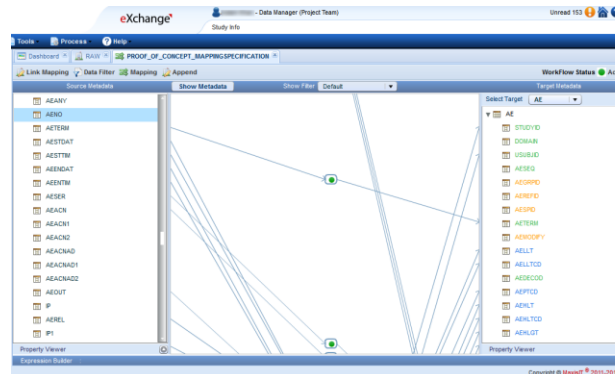 eXchange
- Data Manager (Project Team)
Unread 153
Study Info
Tools Process Help
Dashboard RAW PROOF_OF_CONCEPT_MAPPINGSPECIFICATION
Link Mapping Data Filter Mapping Append
WorkFlow Status
Source Metadata
Show Metadata
Show Filter Default
Target Metadata
Select Target AE
AEANY
AENO
AETERM
AESTDAT
AESTTIM
AEENDAT
AEENTIM
AESER
AEACN
AEACN1
AEACN2
AEACNAD
AEACNAD1
AEACNAD2
AEOUT
IP
AEREL
IP1
AE
STUDYID
DOMAIN
USUBJID
AESEQ
AEGRPID
AEREFID
AESPID
AETERM
AEMODIFY
AELLT
AELLTCD
AEDECOD
AEPTCD
AEHLT
AEHLTCD
AEHLGT
Property Viewer
Property Viewer
Expression Builder
Copyright ©